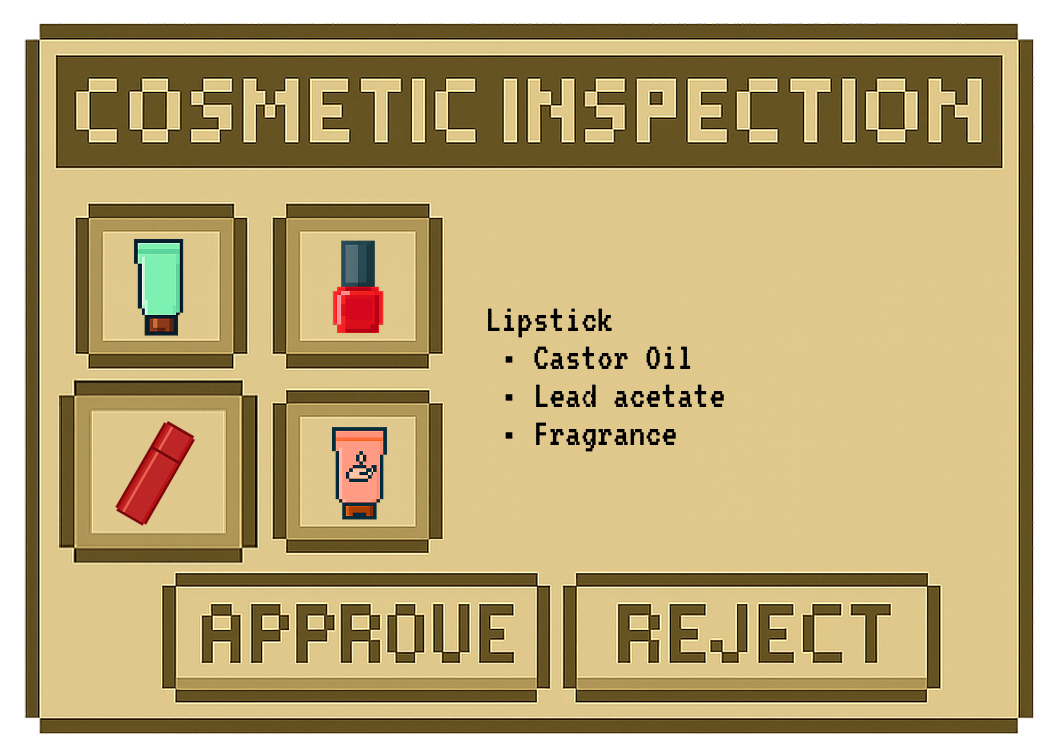 COSMETIC INSPECTION
Lipstick
▪ Castor Oil
▪ Lead acetate
▪ Fragrance
APPROVE
REJECT